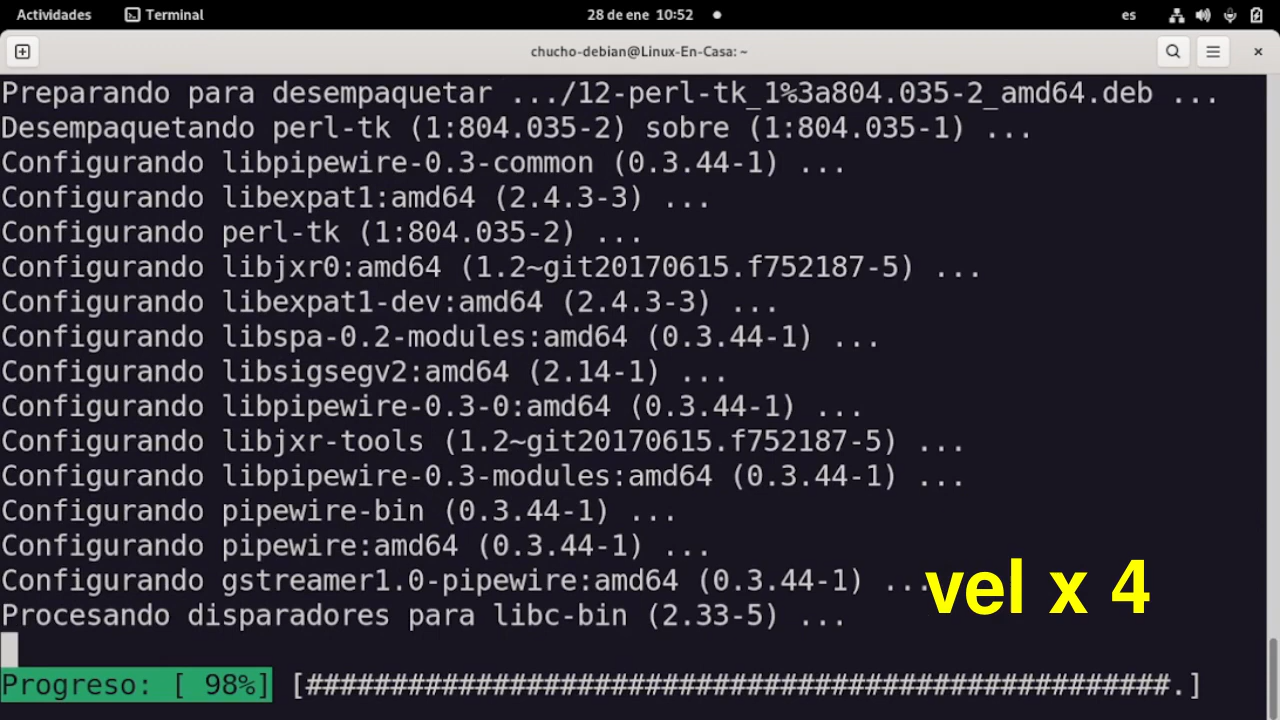 Actividades Terminal 28 de ene 10:52 es
chucho-debian@Linux-En-Casa: ~
Preparando para desempaquetar .../12-perl-tk_1%3a804.035-2_amd64.deb ...
Desempaquetando perl-tk (1:804.035-2) sobre (1:804.035-1) ...
Configurando libpipewire-0.3-common (0.3.44-1) ...
Configurando libexpat1:amd64 (2.4.3-3) ...
Configurando perl-tk (1:804.035-2) ...
Configurando libjxr0:amd64 (1.2~git20170615.f752187-5) ...
Configurando libexpat1-dev:amd64 (2.4.3-3) ...
Configurando libspa-0.2-modules:amd64 (0.3.44-1) ...
Configurando libsigsegv2:amd64 (2.14-1) ...
Configurando libpipewire-0.3-0:amd64 (0.3.44-1) ...
Configurando libjxr-tools (1.2~git20170615.f752187-5) ...
Configurando libpipewire-0.3-modules:amd64 (0.3.44-1) ...
Configurando pipewire-bin (0.3.44-1) ...
Configurando pipewire:amd64 (0.3.44-1) ...
Configurando gstreamer1.0-pipewire:amd64 (0.3.44-1) ...
vel x 4
Procesando disparadores para libc-bin (2.33-5) ...
Progreso: [ 98%] [###################################################.]